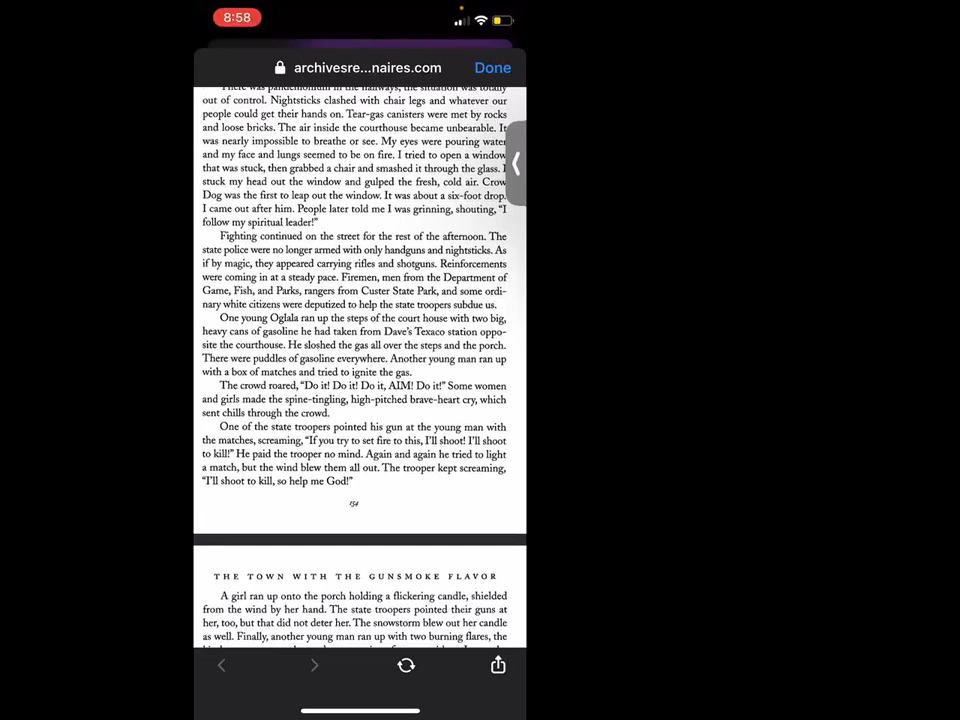 8:58
archivesre...naires.com
Done
There was pandemonium in the hallways, the situation was totally
out of control. Nightsticks clashed with chair legs and whatever our
people could get their hands on. Tear-gas canisters were met by rocks
and loose bricks. The air inside the courthouse became unbearable. It
was nearly impossible to breathe or see. My eyes were pouring water
and my face and lungs seemed to be on fire. I tried to open a window
that was stuck, then grabbed a chair and smashed it through the glass. I
stuck my head out the window and gulped the fresh, cold air. Crow
Dog was the first to leap out the window. It was about a six-foot drop.
I came out after him. People later told me I was grinning, shouting, “I
follow my spiritual leader!”
Fighting continued on the street for the rest of the afternoon. The
state police were no longer armed with only handguns and nightsticks. As
if by magic, they appeared carrying rifles and shotguns. Reinforcements
were coming in at a steady pace. Firemen, men from the Department of
Game, Fish, and Parks, rangers from Custer State Park, and some ordi-
nary white citizens were deputized to help the state troopers subdue us.
One young Oglala ran up the steps of the court house with two big,
heavy cans of gasoline he had taken from Dave’s Texaco station oppo-
site the courthouse. He sloshed the gas all over the steps and the porch.
There were puddles of gasoline everywhere. Another young man ran up
with a box of matches and tried to ignite the gas.
The crowd roared, “Do it! Do it! Do it, AIM! Do it!” Some women
and girls made the spine-tingling, high-pitched brave-heart cry, which
sent chills through the crowd.
One of the state troopers pointed his gun at the young man with
the matches, screaming, “If you try to set fire to this, I’ll shoot! I’ll shoot
to kill!” He paid the trooper no mind. Again and again he tried to light
a match, but the wind blew them all out. The trooper kept screaming,
“I’ll shoot to kill, so help me God!”
154
THE TOWN WITH THE GUNSMOKE FLAVOR
A girl ran up onto the porch holding a flickering candle, shielded
from the wind by her hand. The state troopers pointed their guns at
her, too, but that did not deter her. The snowstorm blew out her candle
as well. Finally, another young man ran up with two burning flares, the